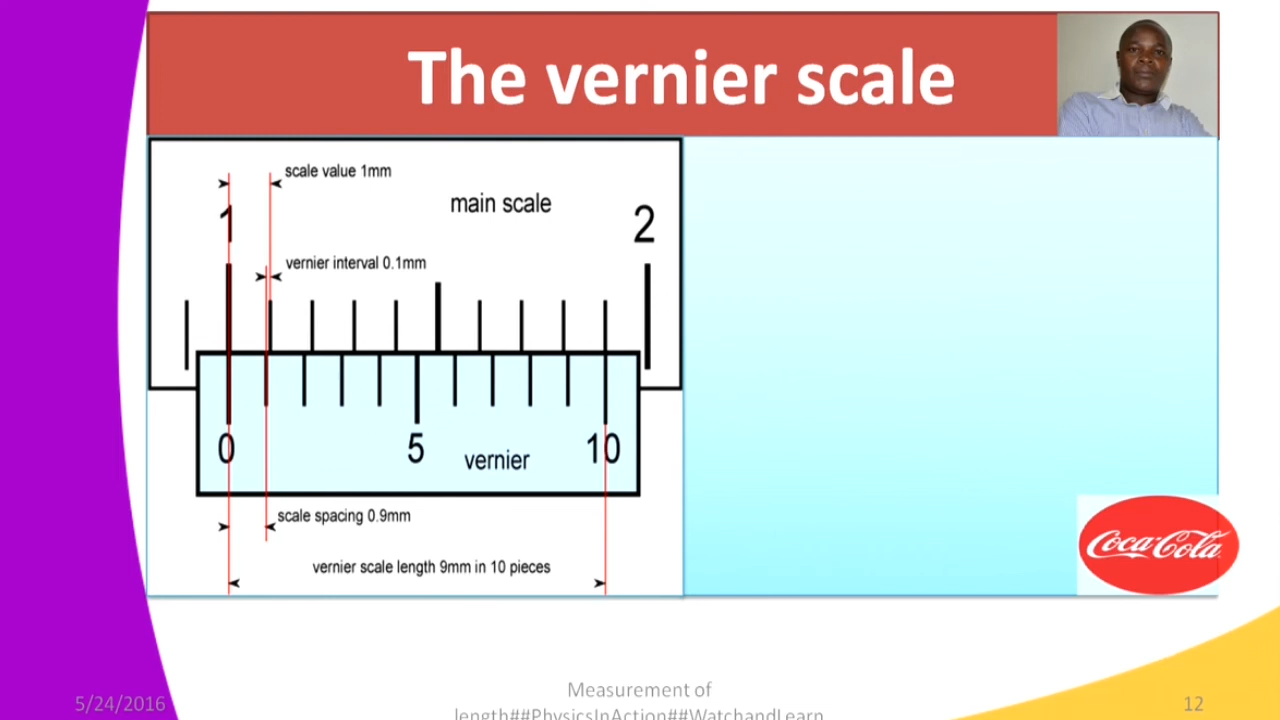 The vernier scale
scale value 1mm
main scale
1
2
vernier interval 0.1mm
0
5
10
vernier
scale spacing 0.9mm
vernier scale length 9mm in 10 pieces
Coca-Cola
5/24/2016
Measurement of
length##PhysicsInAction##WatchandLearn
12